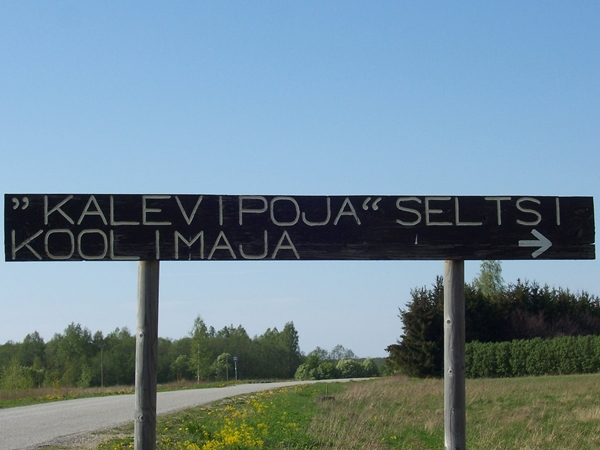 ”KALEVIPOJA“ SELTSI
KOOLIMAJA →